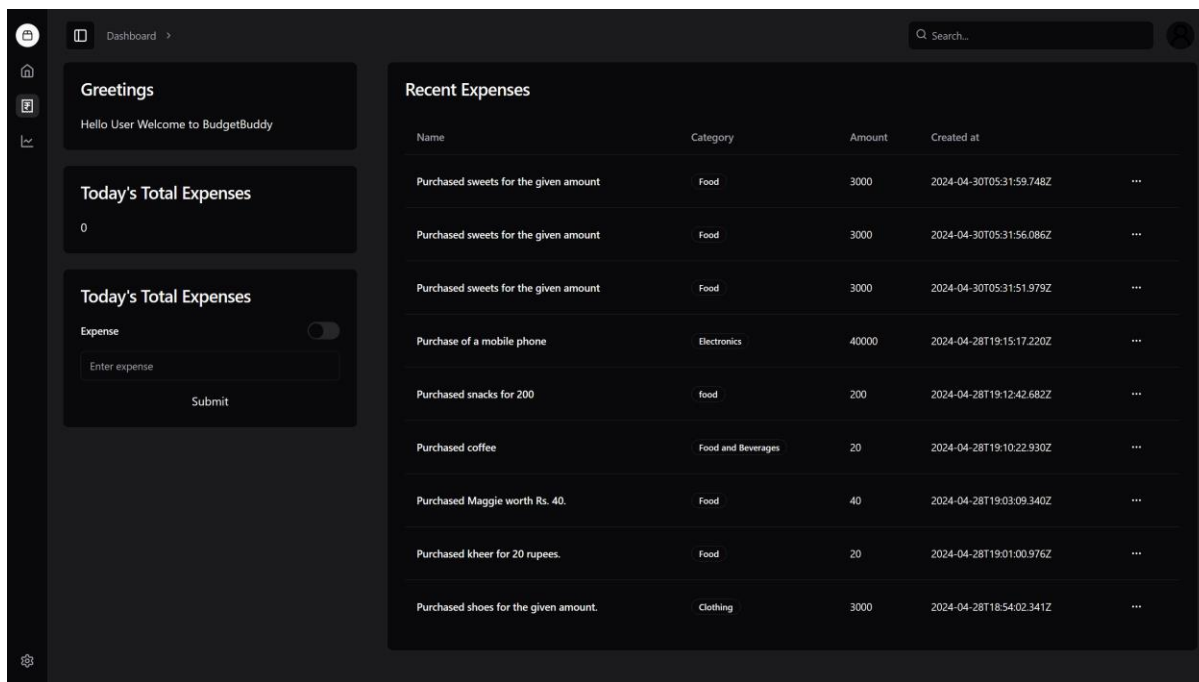 Dashboard >
Search...
Greetings
Hello User Welcome to BudgetBuddy
Today's Total Expenses
0
Today's Total Expenses
Expense
Enter expense
Submit
Recent Expenses
Name Category Amount Created at
Purchased sweets for the given amount Food 3000 2024-04-30T05:31:59.748Z ...
Purchased sweets for the given amount Food 3000 2024-04-30T05:31:56.086Z ...
Purchased sweets for the given amount Food 3000 2024-04-30T05:31:51.979Z ...
Purchase of a mobile phone Electronics 40000 2024-04-28T19:15:17.220Z ...
Purchased snacks for 200 food 200 2024-04-28T19:12:42.682Z ...
Purchased coffee Food and Beverages 20 2024-04-28T19:10:22.930Z ...
Purchased Maggie worth Rs. 40. Food 40 2024-04-28T19:03:09.340Z ...
Purchased kheer for 20 rupees. Food 20 2024-04-28T19:01:00.976Z ...
Purchased shoes for the given amount. Clothing 3000 2024-04-28T18:54:02.341Z ...